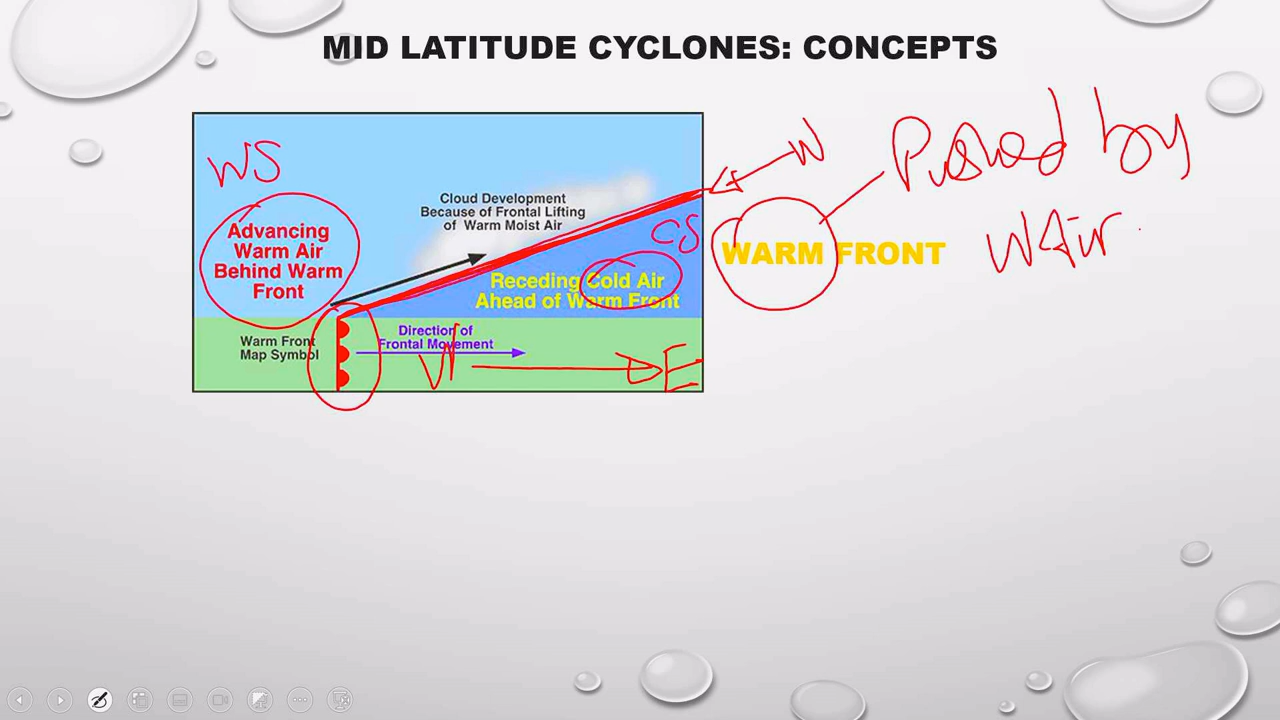 MID LATITUDE CYCLONES: CONCEPTS
WS
Advancing
Warm Air
Behind Warm
Front
Cloud Development
Because of Frontal Lifting
of Warm Moist Air
CS
Receding Cold Air
Ahead of Warm Front
Warm Front
Map Symbol
Direction of
Frontal Movement
W
E
W
WARM FRONT
Pushed by
W Air